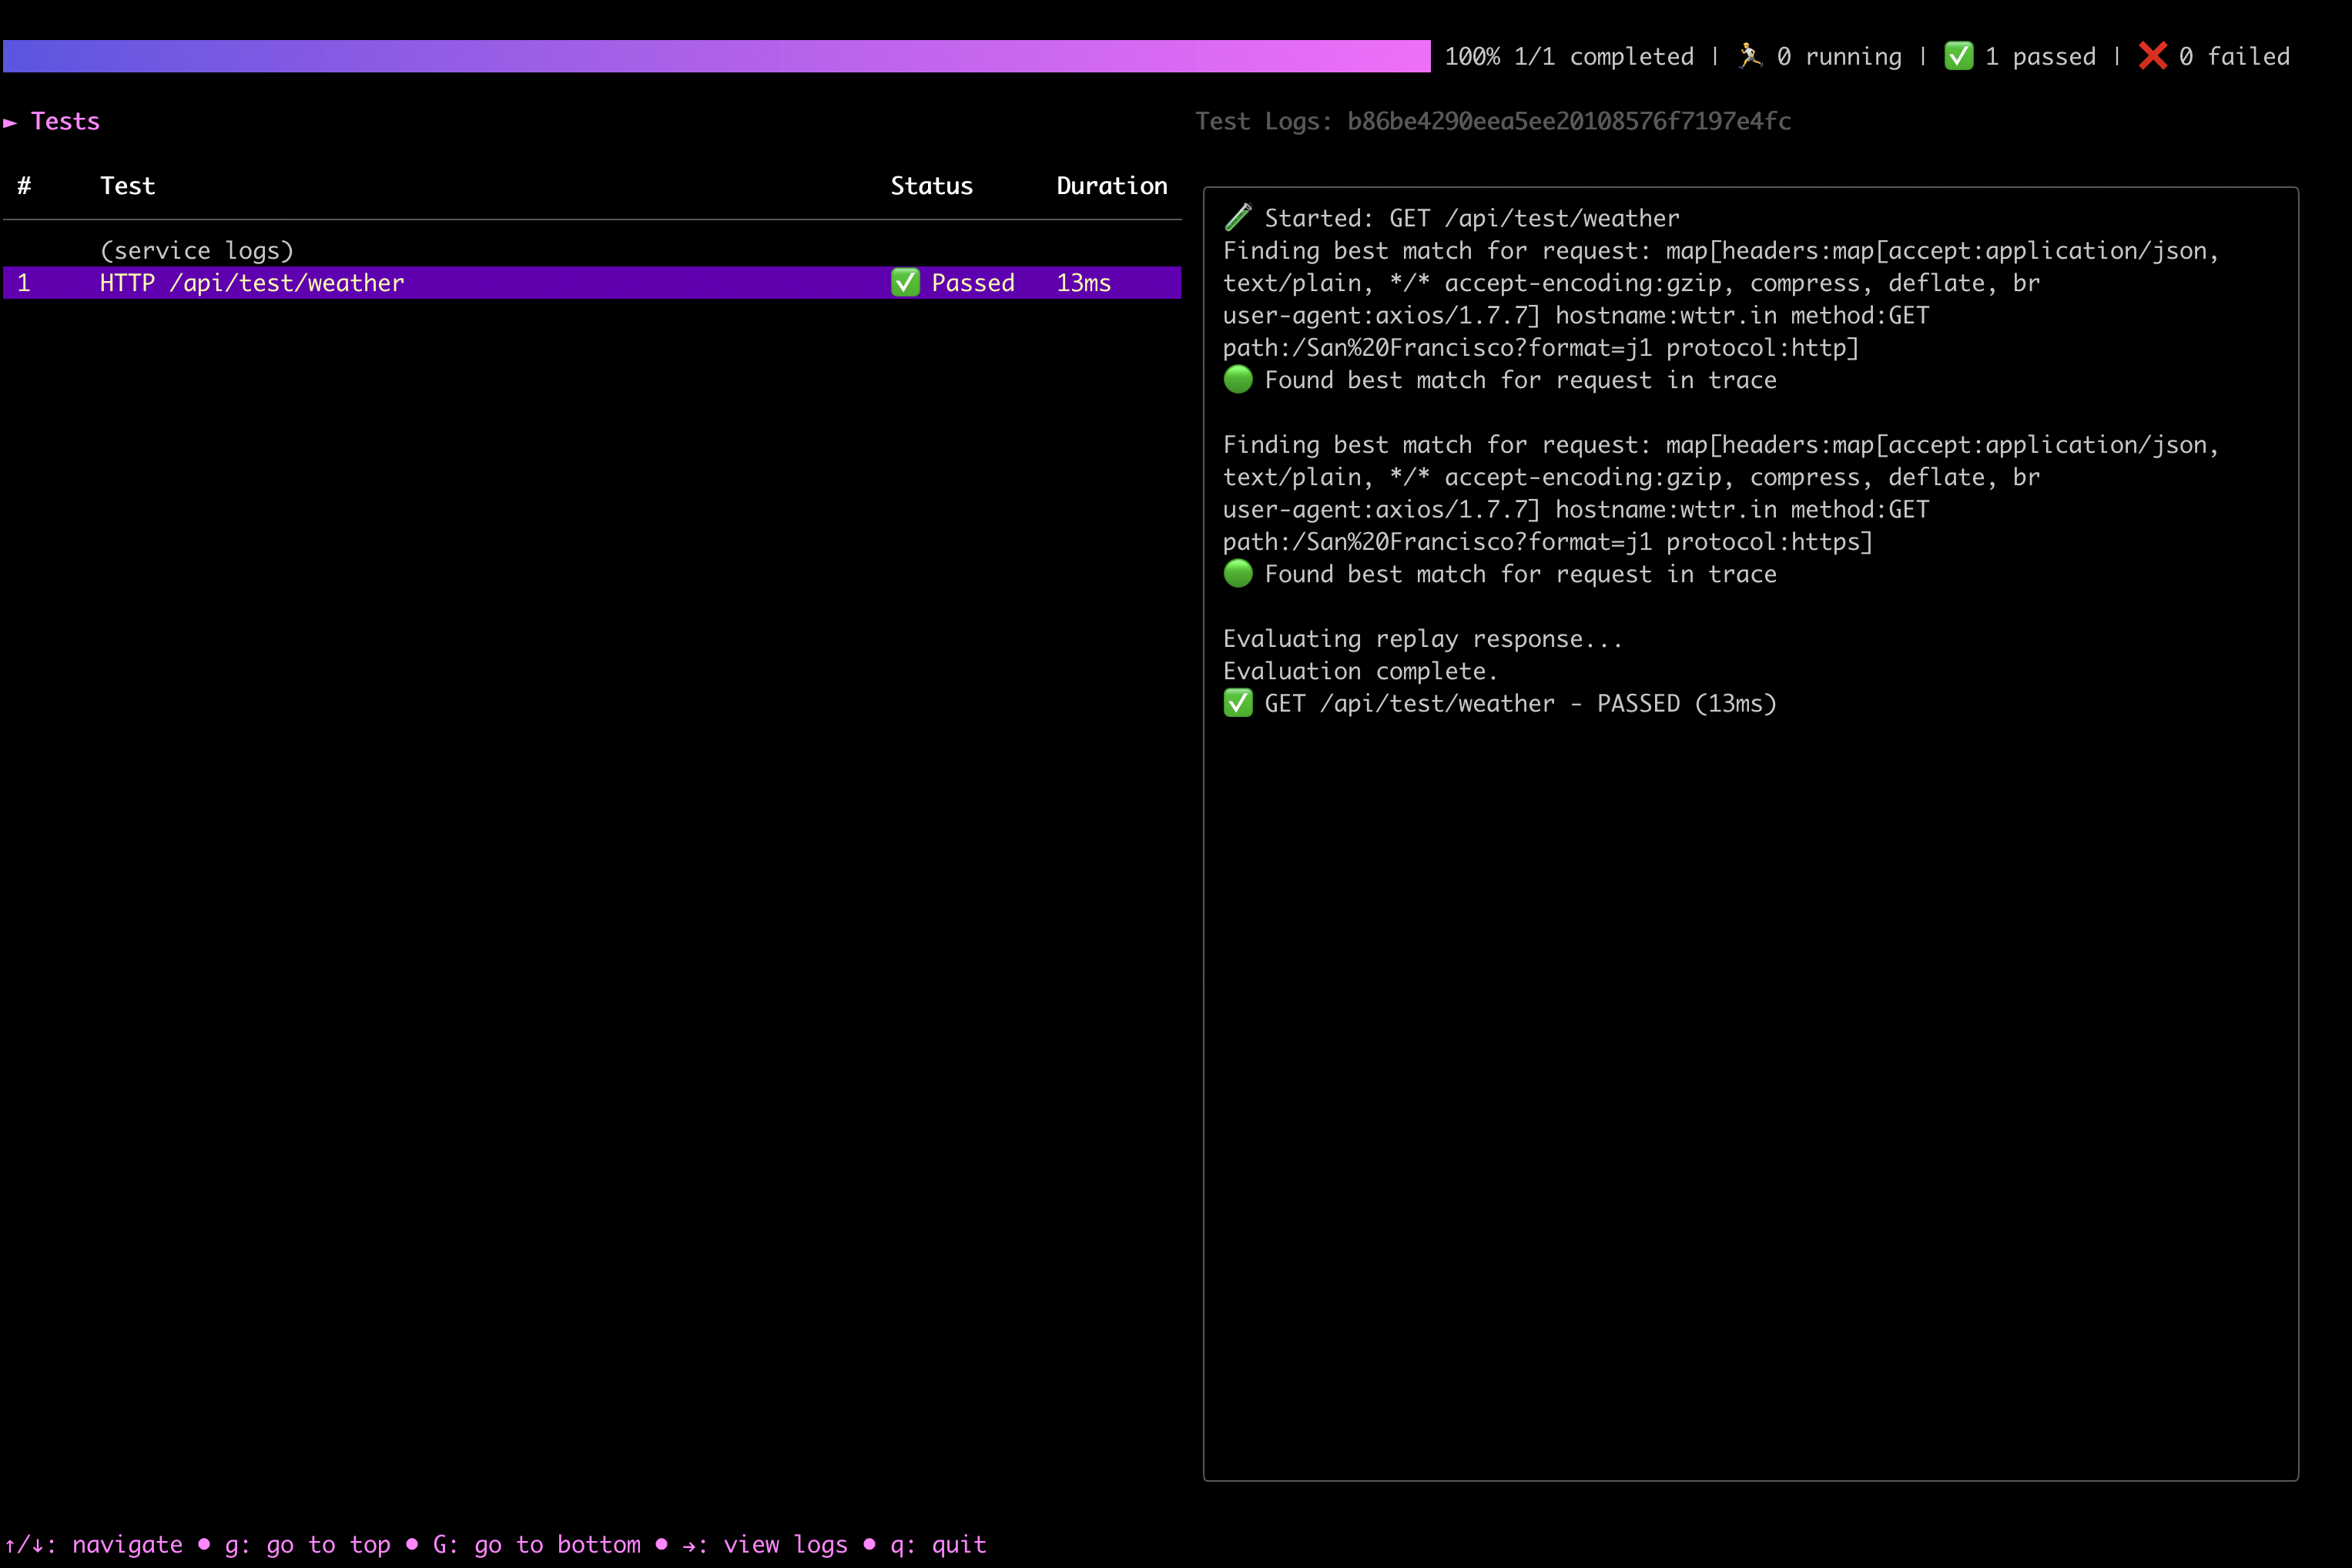 100% 1/1 completed | 🏃 0 running | ✅ 1 passed | ❌ 0 failed
► Tests
# Test Status Duration
(service logs)
1 HTTP /api/test/weather ✅ Passed 13ms
Test Logs: b86be4290eea5ee20108576f7197e4fc
🧪 Started: GET /api/test/weather
Finding best match for request: map[headers:map[accept:application/json,
text/plain, */* accept-encoding:gzip, compress, deflate, br
user-agent:axios/1.7.7] hostname:wttr.in method:GET
path:/San%20Francisco?format=j1 protocol:http]
🟢 Found best match for request in trace
Finding best match for request: map[headers:map[accept:application/json,
text/plain, */* accept-encoding:gzip, compress, deflate, br
user-agent:axios/1.7.7] hostname:wttr.in method:GET
path:/San%20Francisco?format=j1 protocol:https]
🟢 Found best match for request in trace
Evaluating replay response...
Evaluation complete.
✅ GET /api/test/weather - PASSED (13ms)
↑/↓: navigate • g: go to top • G: go to bottom • →: view logs • q: quit